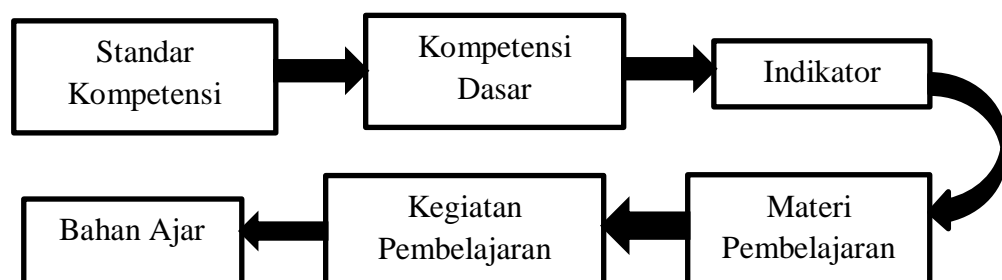 Standar
Kompetensi
Kompetensi
Dasar
Indikator
Materi
Pembelajaran
Kegiatan
Pembelajaran
Bahan Ajar